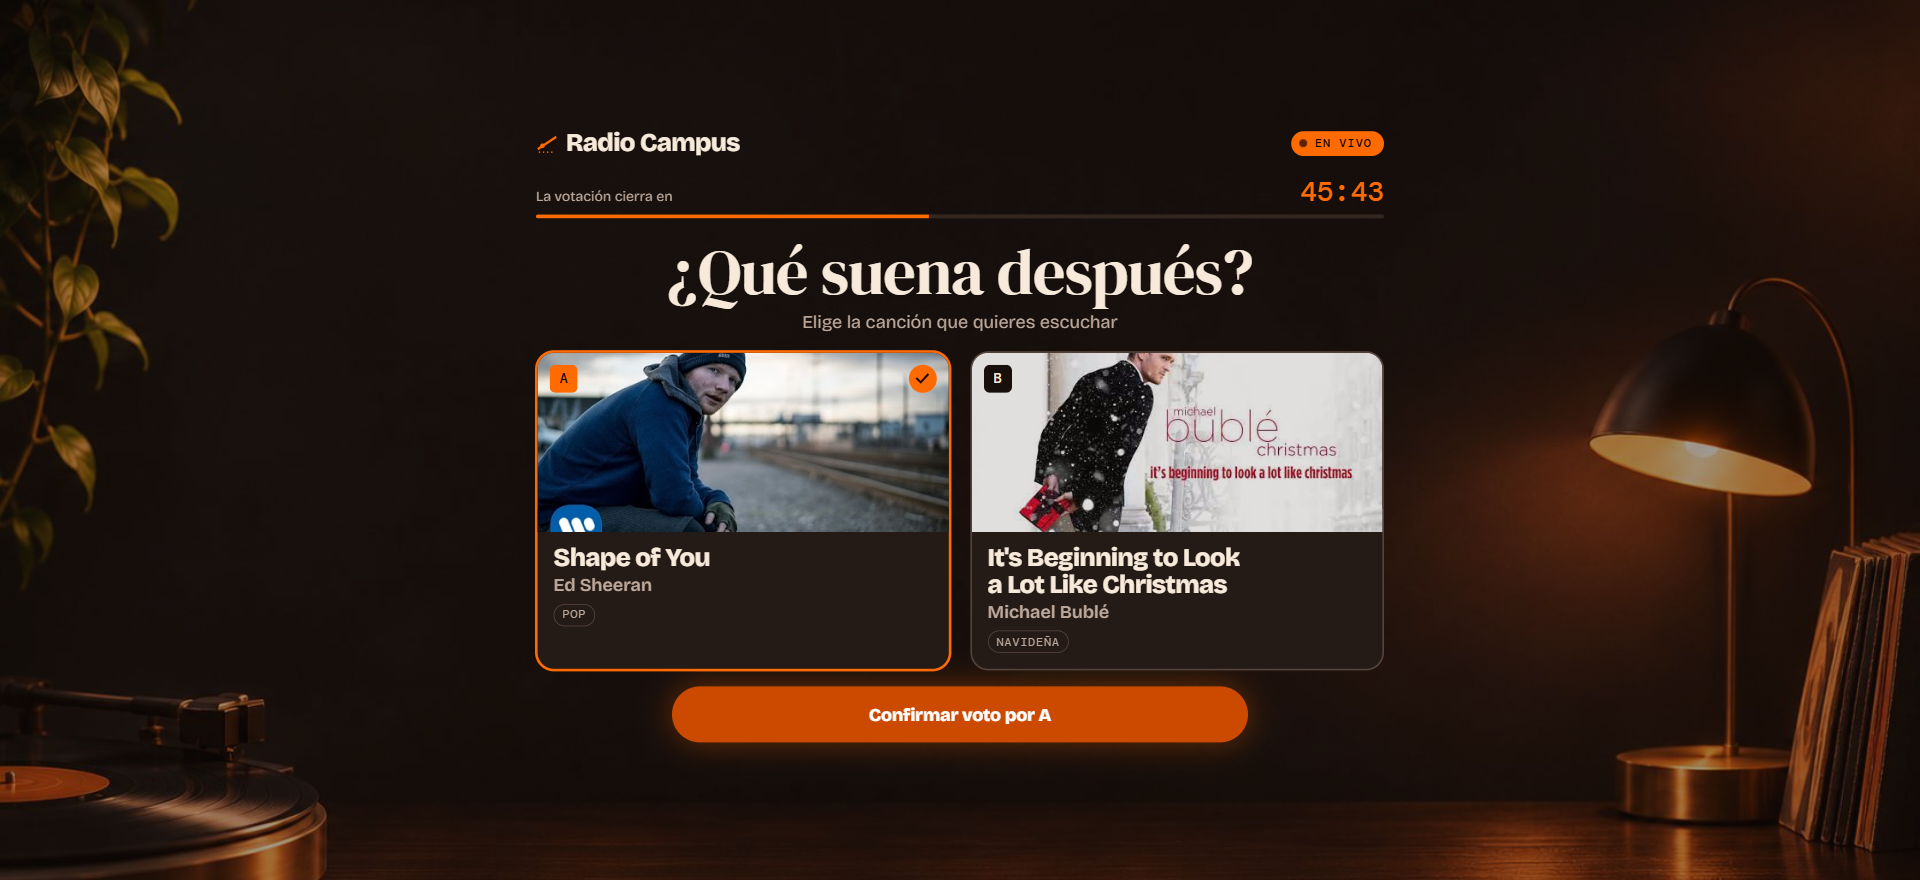 Radio Campus
EN VIVO
La votación cierra en
45:43
¿Qué suena después?
Elige la canción que quieres escuchar
A
Shape of You
Ed Sheeran
POP
B
michael
bublé
christmas
it's beginning to look a lot like christmas
It's Beginning to Look
a Lot Like Christmas
Michael Bublé
NAVIDEÑA
Confirmar voto por A